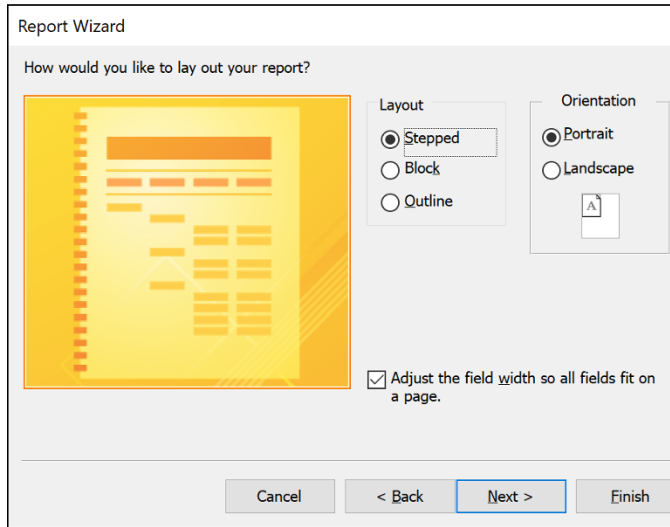 Report Wizard
How would you like to lay out your report?
Layout
Stepped
Block
Outline
Orientation
Portrait
Landscape
A
Adjust the field width so all fields fit on
a page.
Cancel
< Back
Next >
Finish